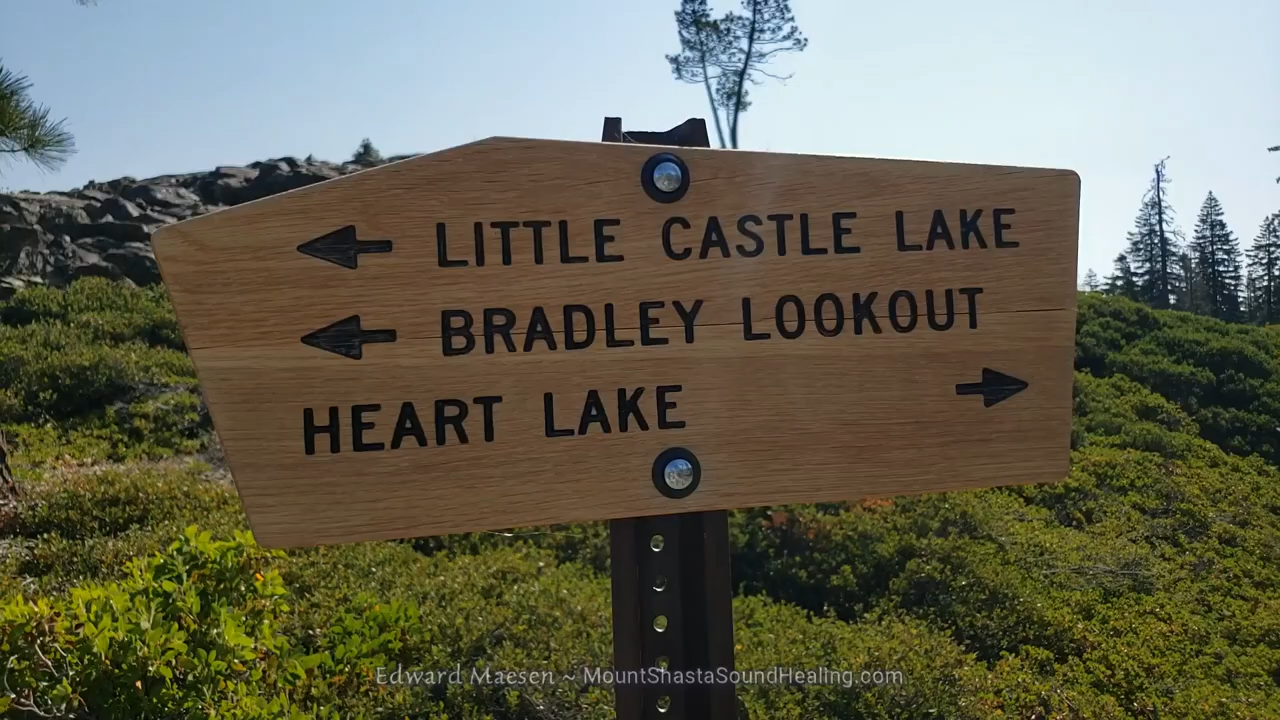 LITTLE CASTLE LAKE
BRADLEY LOOKOUT
HEART LAKE
Edward Maesen ~ MountShastaSoundHealing.com